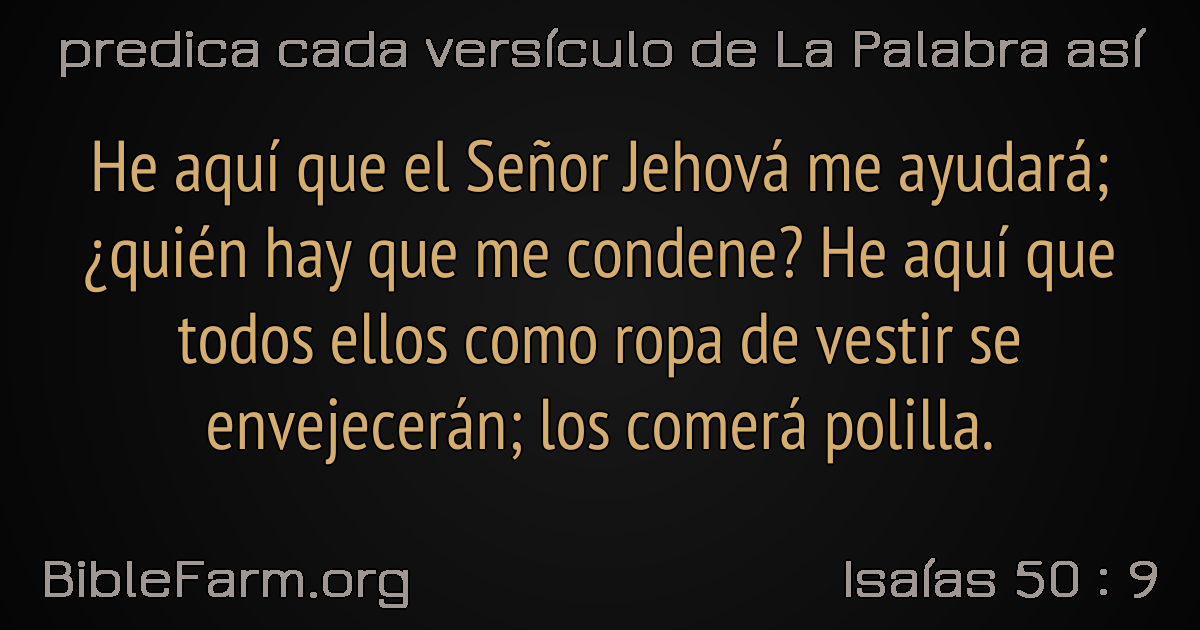 predica cada versículo de La Palabra así
He aquí que el Señor Jehová me ayudará;
¿quién hay que me condene? He aquí que
todos ellos como ropa de vestir se
envejecerán; los comerá polilla.
BibleFarm.org
Isaías 50 : 9